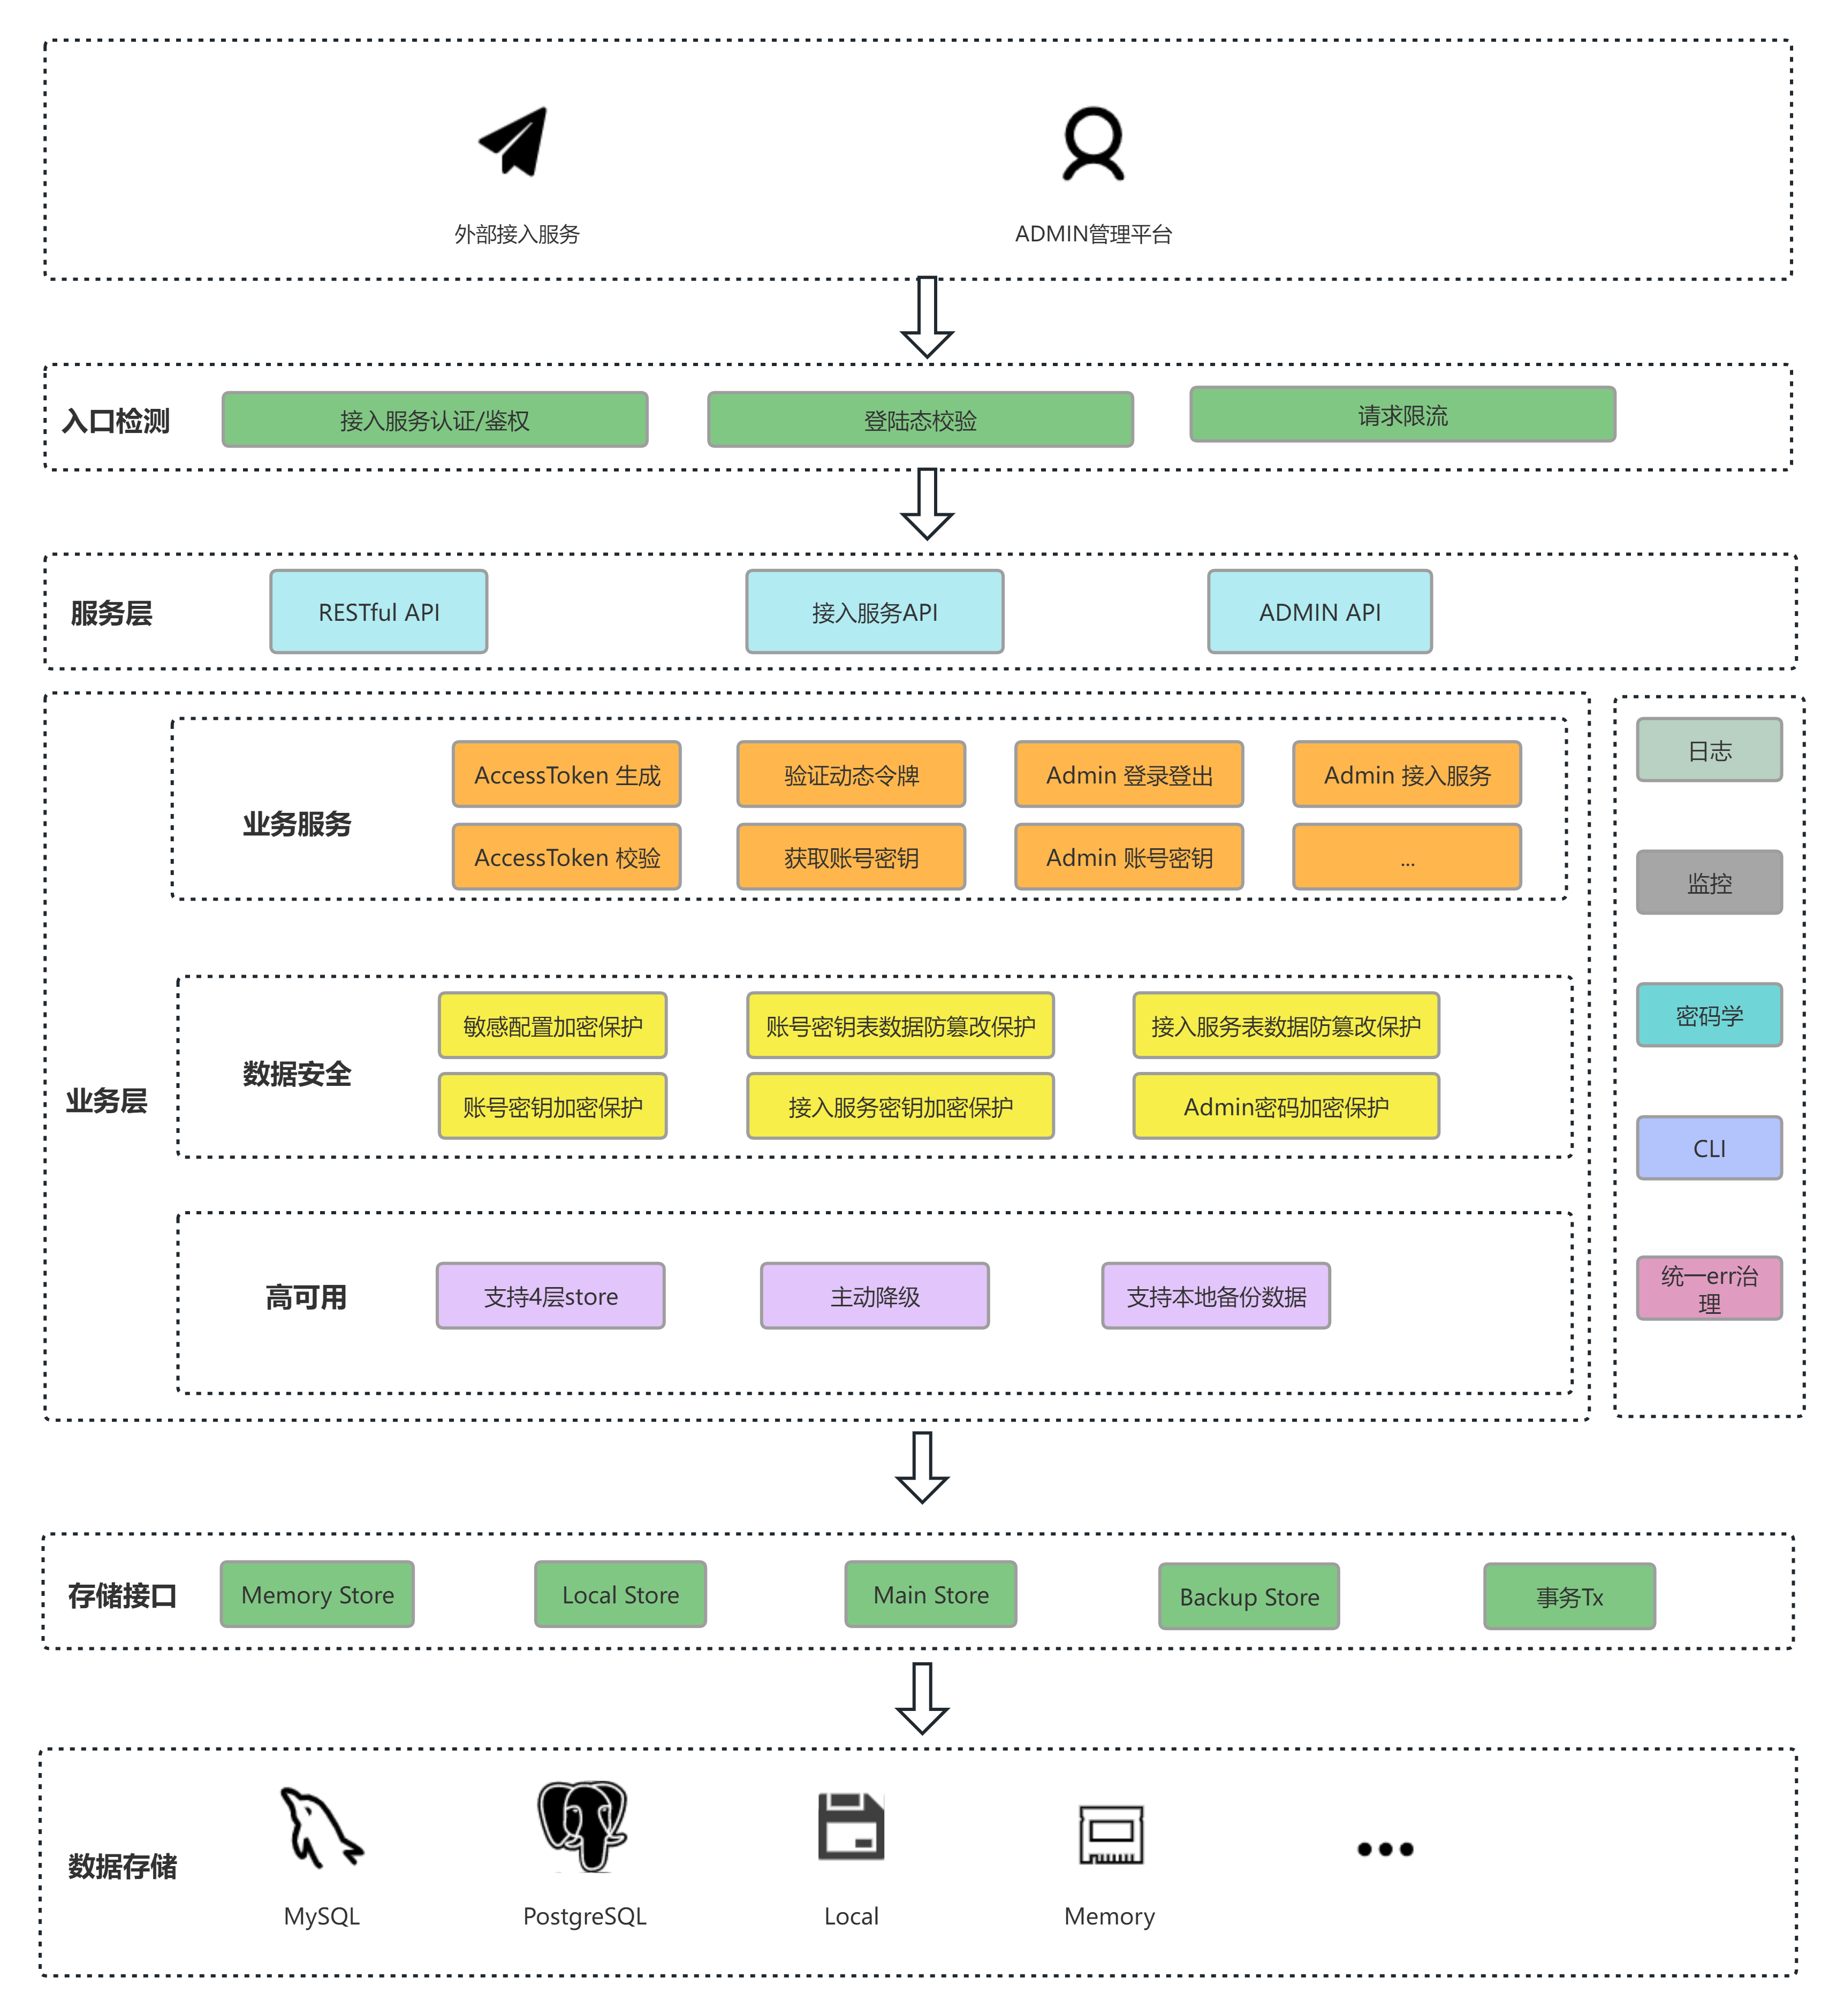 外部接入服务
ADMIN管理平台
入口检测
接入服务认证/鉴权
登陆态校验
请求限流
服务层
RESTful API
接入服务API
ADMIN API
业务层
业务服务
AccessToken 生成
验证动态令牌
Admin 登录登出
Admin 接入服务
AccessToken 校验
获取账号密钥
Admin 账号密钥
...
数据安全
敏感配置加密保护
账号密钥表数据防篡改保护
接入服务表数据防篡改保护
账号密钥加密保护
接入服务密钥加密保护
Admin密码加密保护
高可用
支持4层store
主动降级
支持本地备份数据
日志
监控
密码学
CLI
统一err治
理
存储接口
Memory Store
Local Store
Main Store
Backup Store
事务Tx
数据存储
MySQL
PostgreSQL
Local
Memory